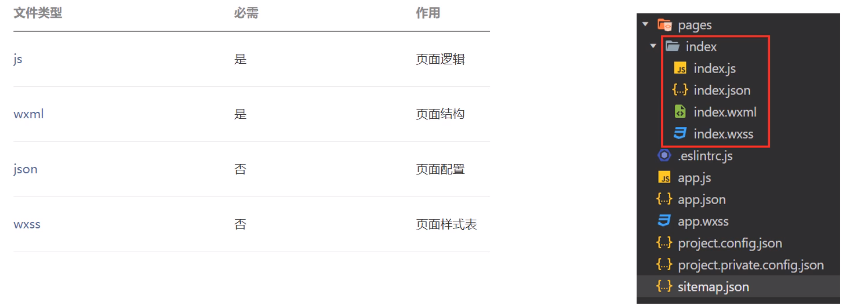 文件类型 必需 作用
js 是 页面逻辑
wxml 是 页面结构
json 否 页面配置
wxss 否 页面样式表
pages
index
JS index.js
{..} index.json
index.wxml
index.wxss
.eslintrc.js
JS app.js
{..} app.json
app.wxss
{..} project.config.json
{..} project.private.config.json
{..} sitemap.json